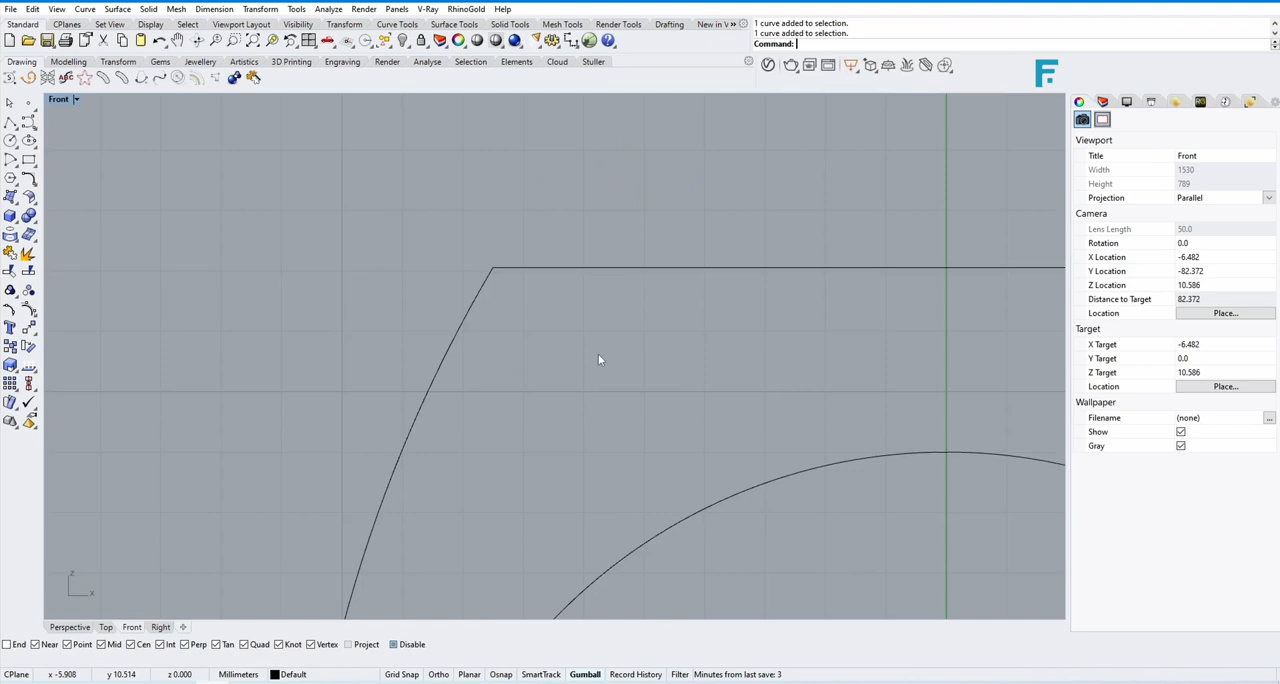 File Edit View Curve Surface Solid Mesh Dimension Transform Tools Analyze Render Panels V-Ray RhinoGold Help
1 curve added to selection.
1 curve added to selection.
Command:
Standard CPlanes Set View Display Select Viewport Layout Visibility Transform Curve Tools Surface Tools Solid Tools Mesh Tools Render Tools Drafting New in V »
Drawing Modelling Transform Gems Jewellery Artistics 3D Printing Engraving Render Analyse Selection Elements Cloud Stuller
F.
Front
Viewport
Title Front
Width 1530
Height 789
Projection Parallel
Camera
Lens Length 50.0
Rotation 0.0
X Location -6.482
Y Location -82.372
Z Location 10.586
Distance to Target 82.372
Location Place...
Target
X Target -6.482
Y Target 0.0
Z Target 10.586
Location Place...
Wallpaper
Filename (none) ...
Show
Gray
z
x
Perspective Top Front Right
End Near Point Mid Cen Int Perp Tan Quad Knot Vertex Project Disable
CPlane x -5.908 y 10.514 z 0.000 Millimeters Default Grid Snap Ortho Planar Osnap SmartTrack Gumball Record History Filter Minutes from last save: 3